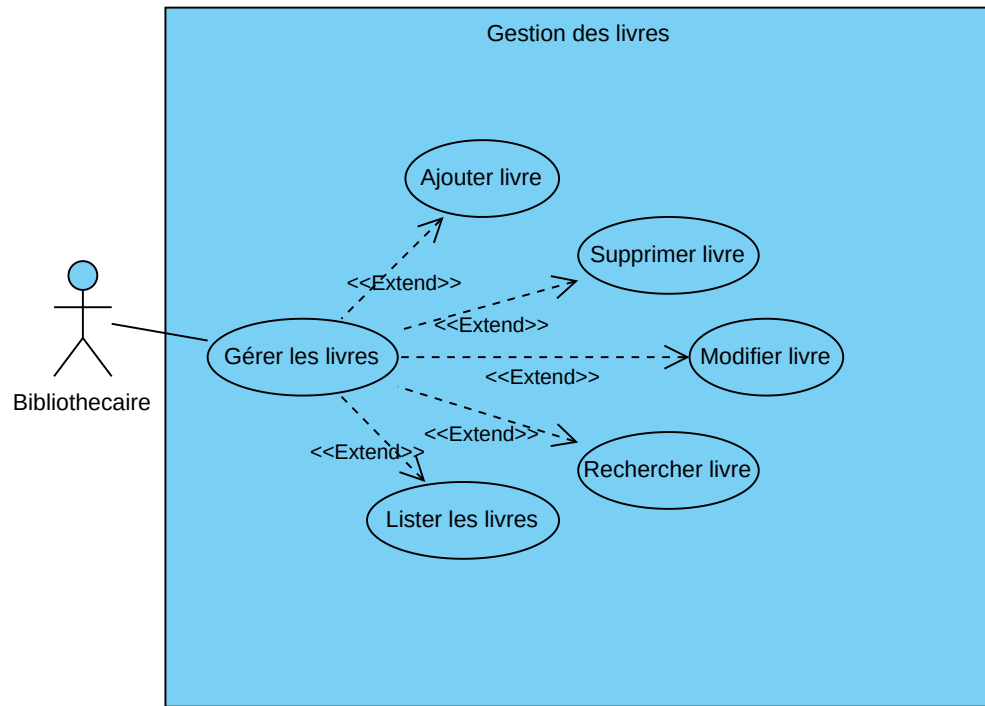 Gestion des livres
Ajouter livre
Supprimer livre
<<Extend>>
<<Extend>>
Gérer les livres
Modifier livre
<<Extend>>
Bibliothecaire
<<Extend>>
<<Extend>>
Rechercher livre
Lister les livres